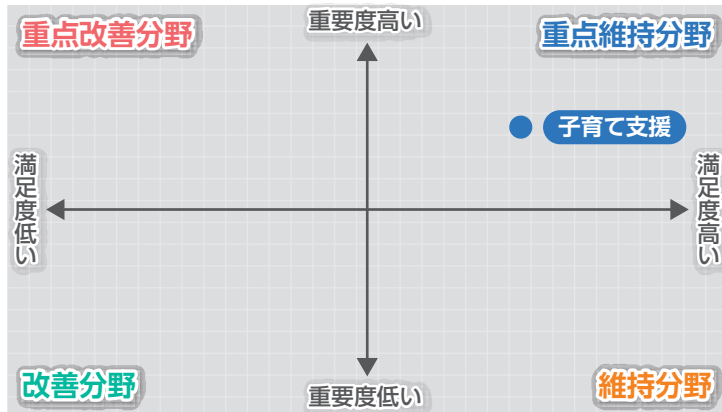 重点改善分野
重要度高い
重点維持分野
子育て支援
満足度低い
満足度高い
改善分野
重要度低い
維持分野